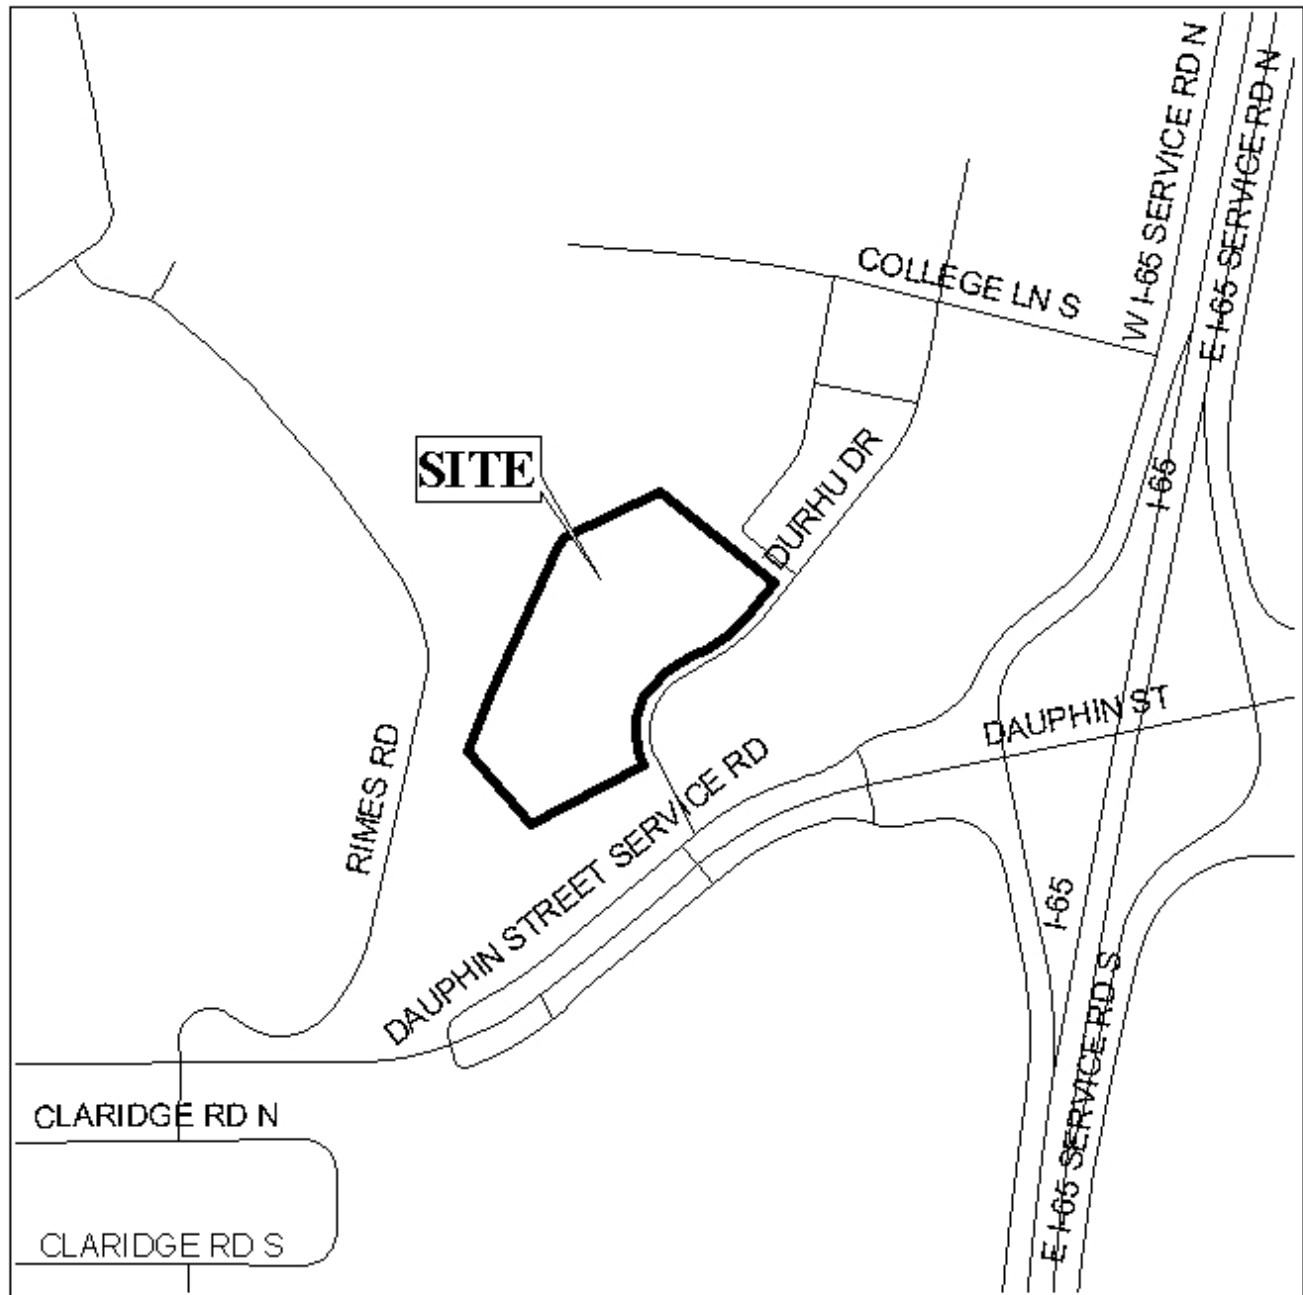 W I-65 SERVICE RD N
E I-65 SERVICE RD N
COLLEGE LN S
SITE
DURHU DR
I-65
DAUPHIN ST
RIMES RD
DAUPHIN STREET SERVICE RD
I-65
E I-65 SERVICE RD S
CLARIDGE RD N
CLARIDGE RD S